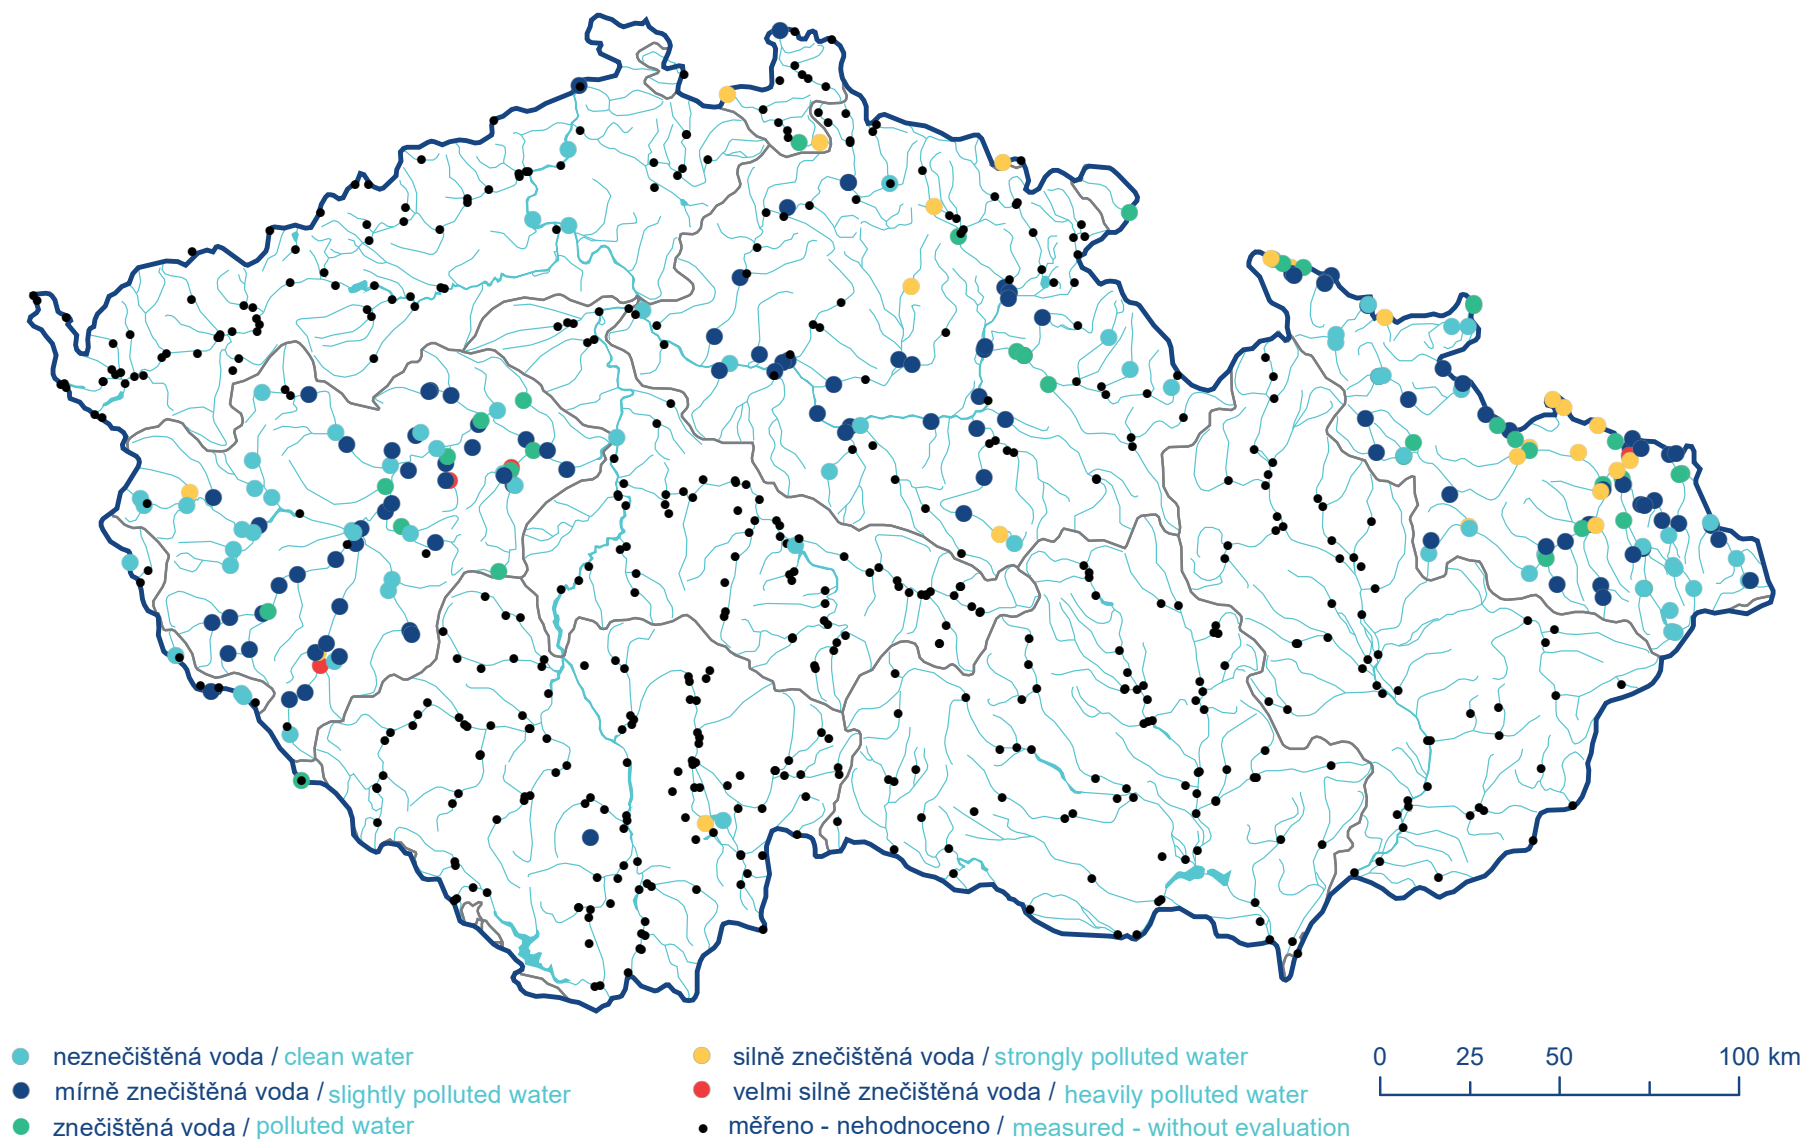 neznečištěná voda / clean water
mírně znečištěná voda / slightly polluted water
znečištěná voda / polluted water
silně znečištěná voda / strongly polluted water
velmi silně znečištěná voda / heavily polluted water
měřeno - nehodnoceno / measured - without evaluation
0 25 50 100 km